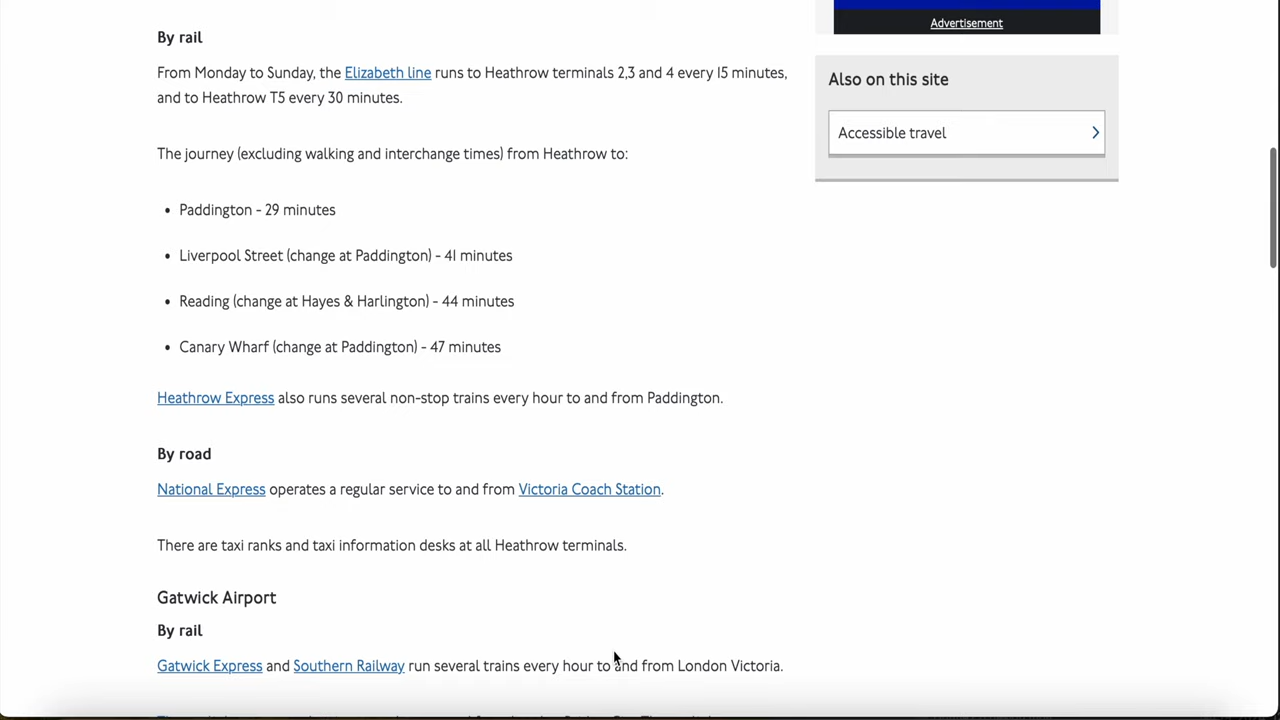 Advertisement
By rail
From Monday to Sunday, the Elizabeth line runs to Heathrow terminals 2,3 and 4 every 15 minutes,
and to Heathrow T5 every 30 minutes.
Also on this site
Accessible travel
The journey (excluding walking and interchange times) from Heathrow to:
• Paddington - 29 minutes
• Liverpool Street (change at Paddington) - 41 minutes
• Reading (change at Hayes & Harlington) - 44 minutes
• Canary Wharf (change at Paddington) - 47 minutes
Heathrow Express also runs several non-stop trains every hour to and from Paddington.
By road
National Express operates a regular service to and from Victoria Coach Station.
There are taxi ranks and taxi information desks at all Heathrow terminals.
Gatwick Airport
By rail
Gatwick Express and Southern Railway run several trains every hour to and from London Victoria.